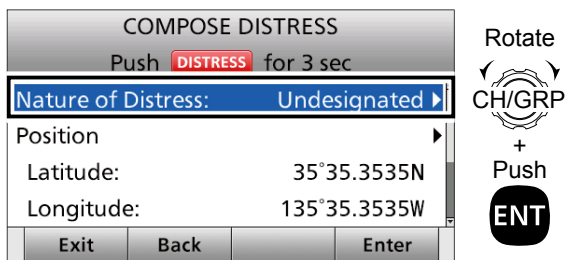 COMPOSE DISTRESS
Push DISTRESS for 3 sec
Nature of Distress: Undesignated
Position
Latitude: 35°35.3535N
Longitude: 135°35.3535W
Exit Back Enter
Rotate
CH/GRP
+
Push
ENT